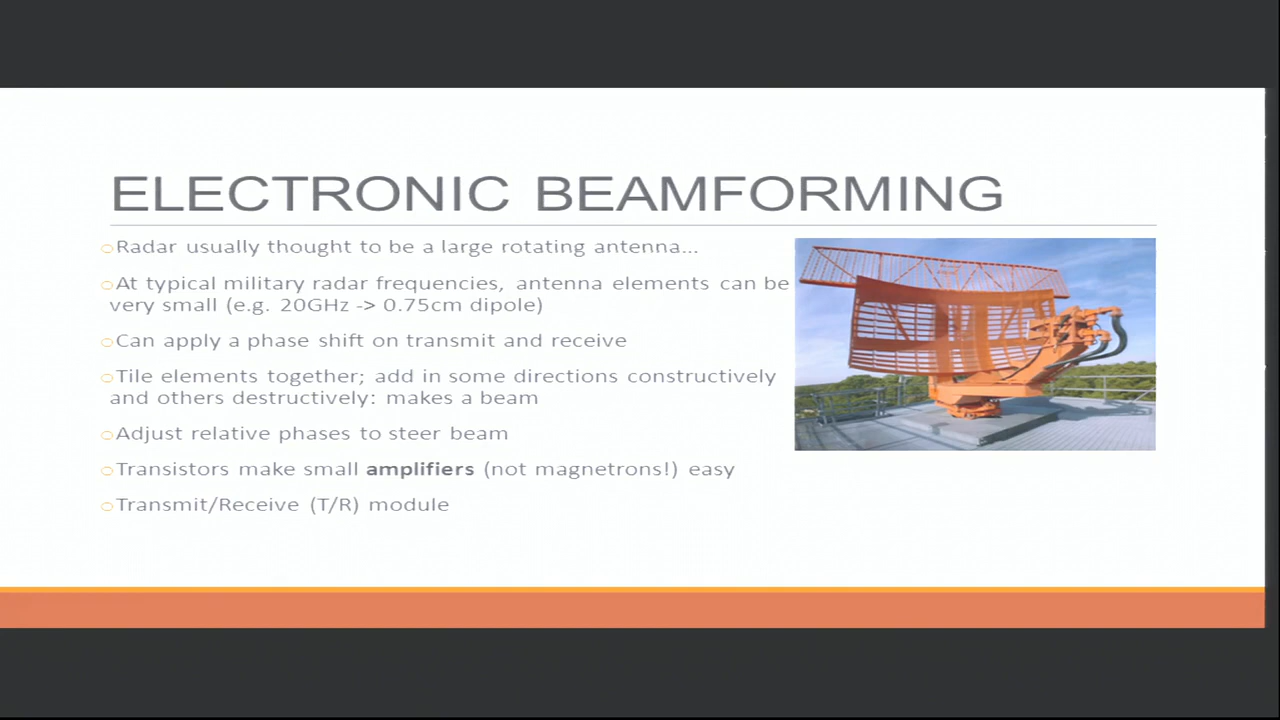 ELECTRONIC BEAMFORMING
Radar usually thought to be a large rotating antenna...
At typical military radar frequencies, antenna elements can be
very small (e.g. 20GHz -> 0.75cm dipole)
Can apply a phase shift on transmit and receive
Tile elements together; add in some directions constructively
and others destructively: makes a beam
Adjust relative phases to steer beam
Transistors make small amplifiers (not magnetrons!) easy
Transmit/Receive (T/R) module